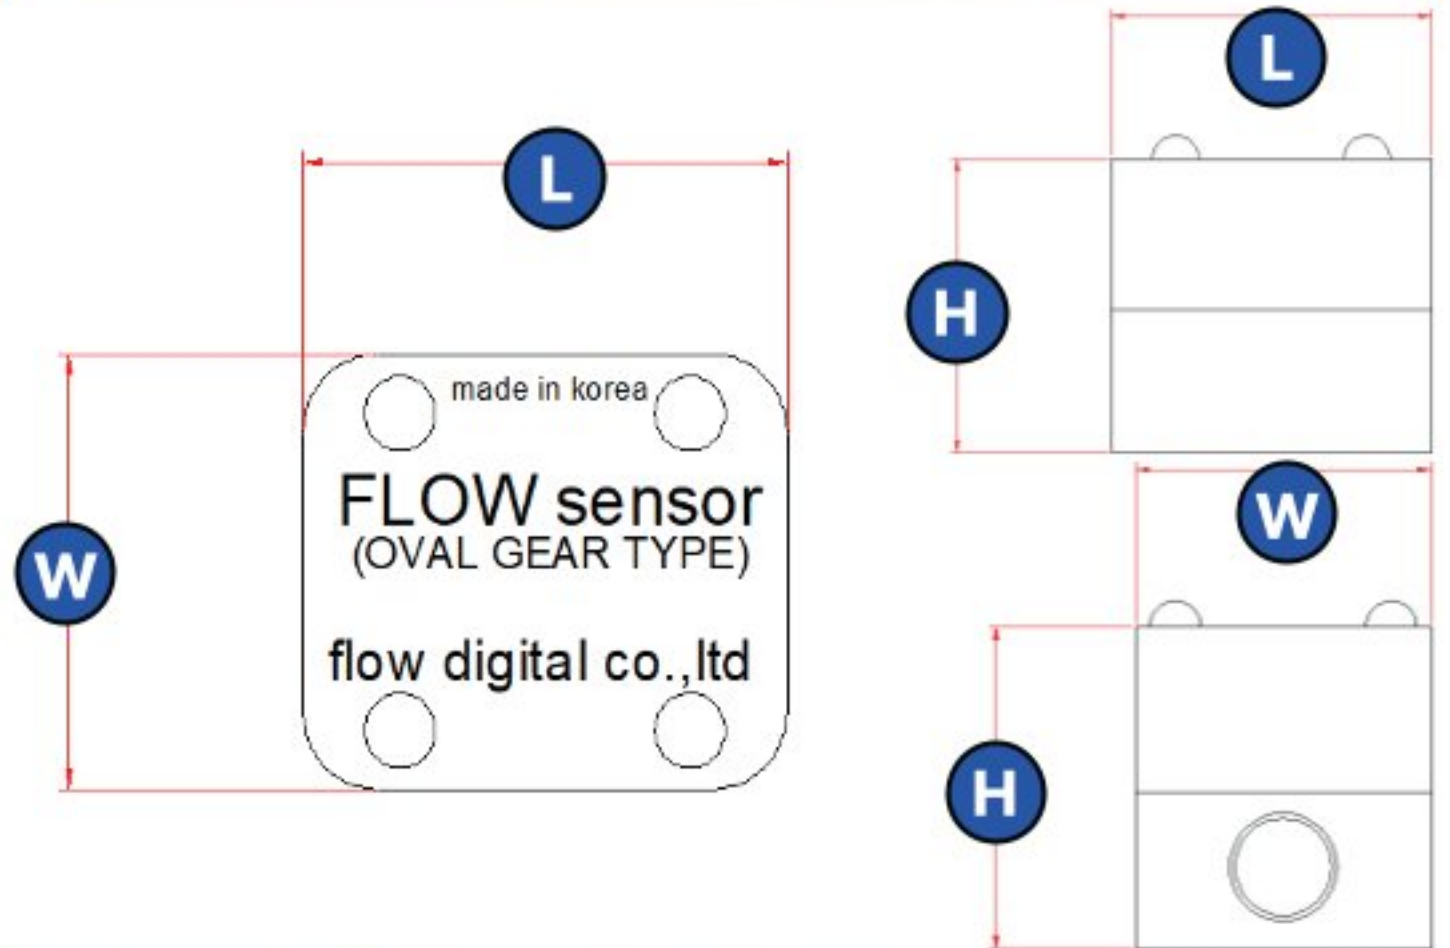 L
L
H
made in korea
FLOW sensor
W
(OVAL GEAR TYPE)
W
flow digital co.,ltd
H